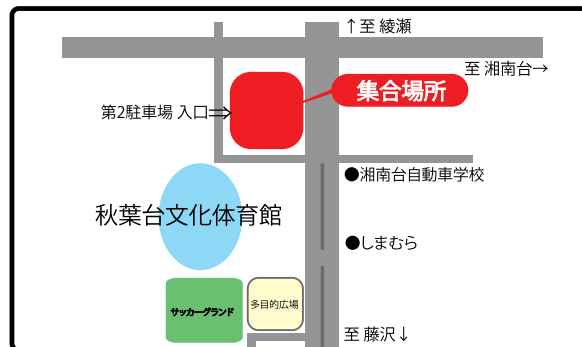 ↑至 綾瀬
至 湘南台→
集合場所
第2駐車場 入口⇒
●湘南台自動車学校
秋葉台文化体育館
●しまむら
多目的広場
サッカーグランド
至 藤沢↓